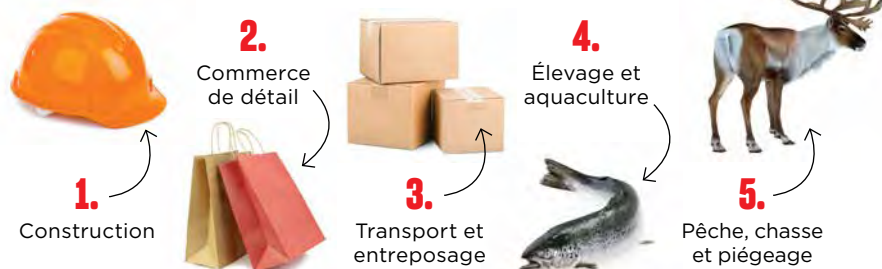 1.
Construction
2.
Commerce
de détail
3.
Transport et
entreposage
4.
Élevage et
aquaculture
5.
Pêche, chasse
et piégeage